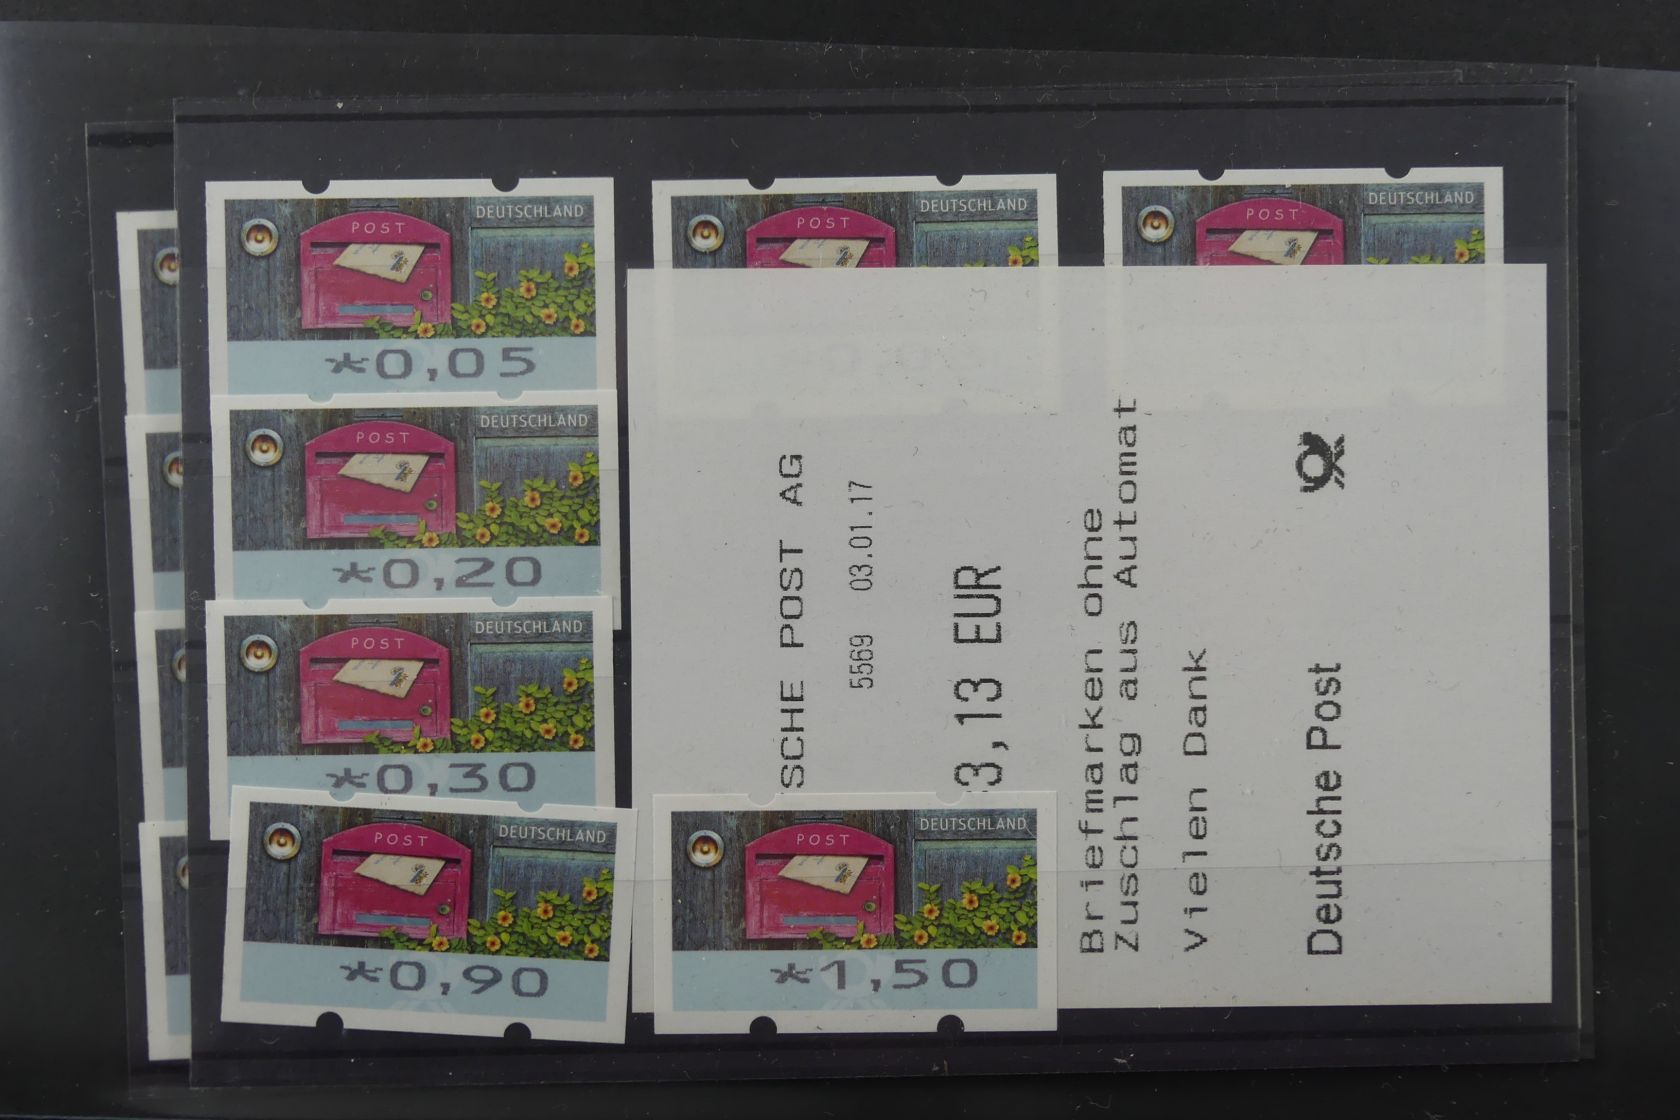 DEUTSCHLAND
POST
*0,05
DEUTSCHLAND
POST
*0,20
DEUTSCHLAND
POST
*0,30
DEUTSCHLAND
POST
*0,90
DEUTSCHLAND
POST
DEUTSCHLAND
POST
SCHE POST AG
5569 03.01.17
3,13 EUR
Briefmarken ohne
Zuschlag aus Automat
Vielen Dank
Deutsche Post
DEUTSCHLAND
POST
*1,50